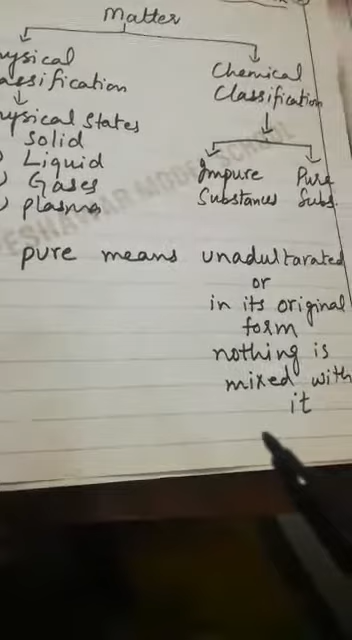 Matter
ysical Chemical
assification Classification
ysical States
Solid
Liquid Impure Pure
Gases Substances Subs.
plasma
pure means unadultarated
or
in its original
form
nothing is
mixed with
it